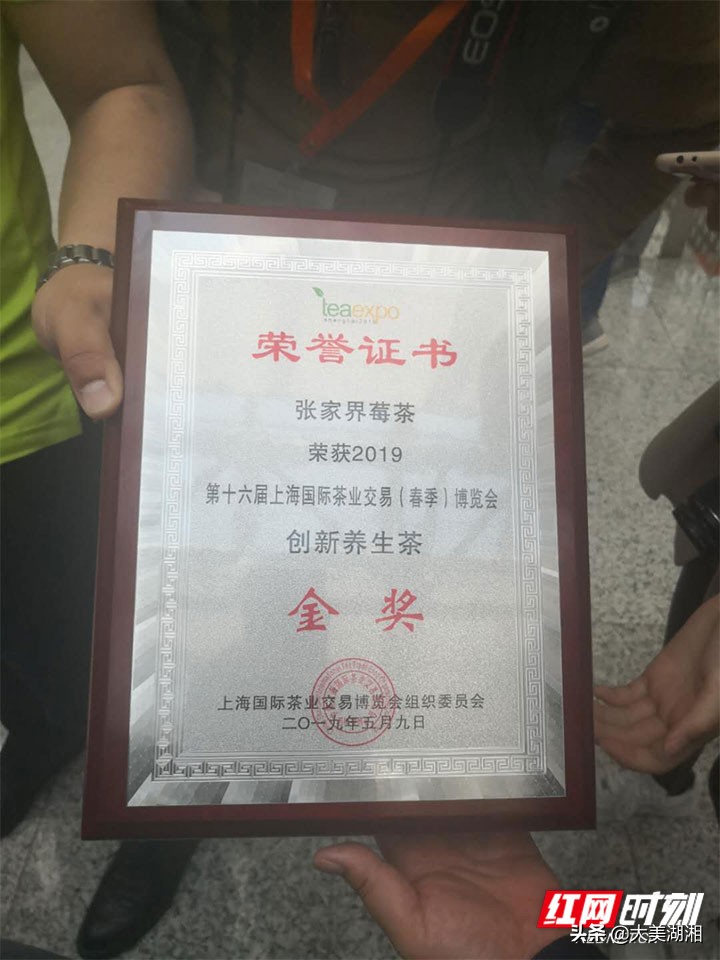 EOS
teaexpo
荣誉证书
张家界莓茶
荣获2019
第十六届上海国际茶业交易（春季）博览会
创新养生茶
金奖
上海国际茶业交易博览会组织委员会
二〇一九年五月九日
红网时刻
头条@大美湖湘